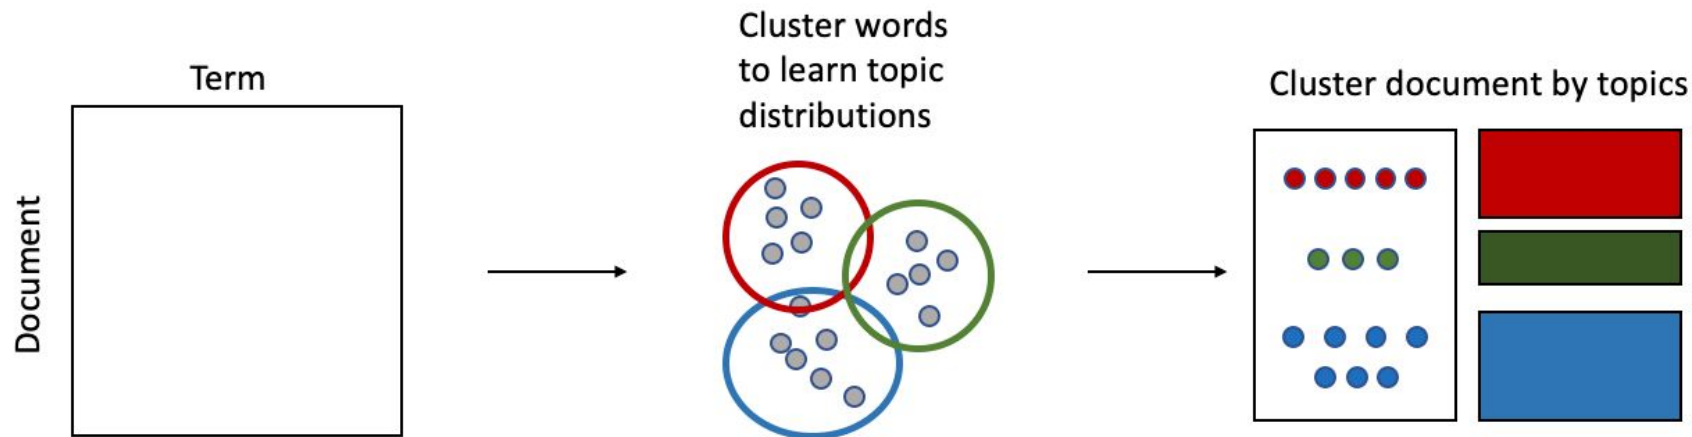 Term
Document
Cluster words
to learn topic
distributions
Cluster document by topics